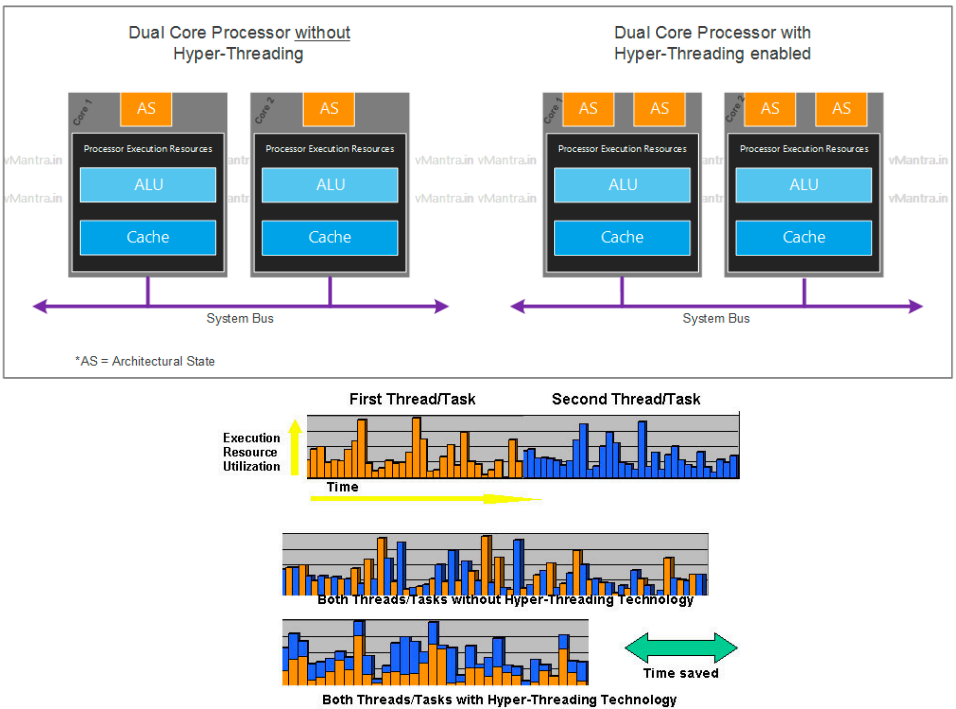 Dual Core Processor without
Hyper-Threading
Dual Core Processor with
Hyper-Threading enabled
Core 1
AS
Core 2
AS
Core 1
AS
AS
Core 2
AS
AS
Processor Execution Resources
Processor Execution Resources
Processor Execution Resources
Processor Execution Resources
vMantra.in
antra.in
vMantra.in vMantra.in
antr
vMantra.in
ALU
ALU
ALU
ALU
vMantra.in
antr
vMantra.in vMantra.in
antr
vMantra.in
Cache
Cache
Cache
Cache
System Bus
System Bus
*AS = Architectural State
First Thread/Task
Second Thread/Task
Execution
Resource
Utilization
Time
Both Threads/Tasks without Hyper-Threading Technology
Time saved
Both Threads/Tasks with Hyper-Threading Technology